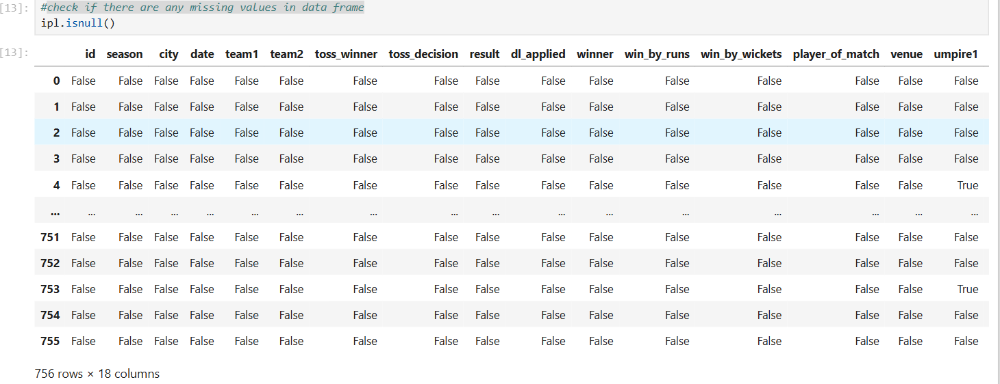 [13]: #check if there are any missing values in data frame
ipl.isnull()
[13]: id season city date team1 team2 toss_winner toss_decision result dl_applied winner win_by_runs win_by_wickets player_of_match venue umpire1
0 False False False False False False False False False False False False False False False False
1 False False False False False False False False False False False False False False False False
2 False False False False False False False False False False False False False False False False
3 False False False False False False False False False False False False False False False False
4 False False False False False False False False False False False False False False False True
... ... ... ... ... ... ... ... ... ... ... ... ... ... ... ... ...
751 False False False False False False False False False False False False False False False False
752 False False False False False False False False False False False False False False False False
753 False False False False False False False False False False False False False False False True
754 False False False False False False False False False False False False False False False False
755 False False False False False False False False False False False False False False False False
756 rows × 18 columns